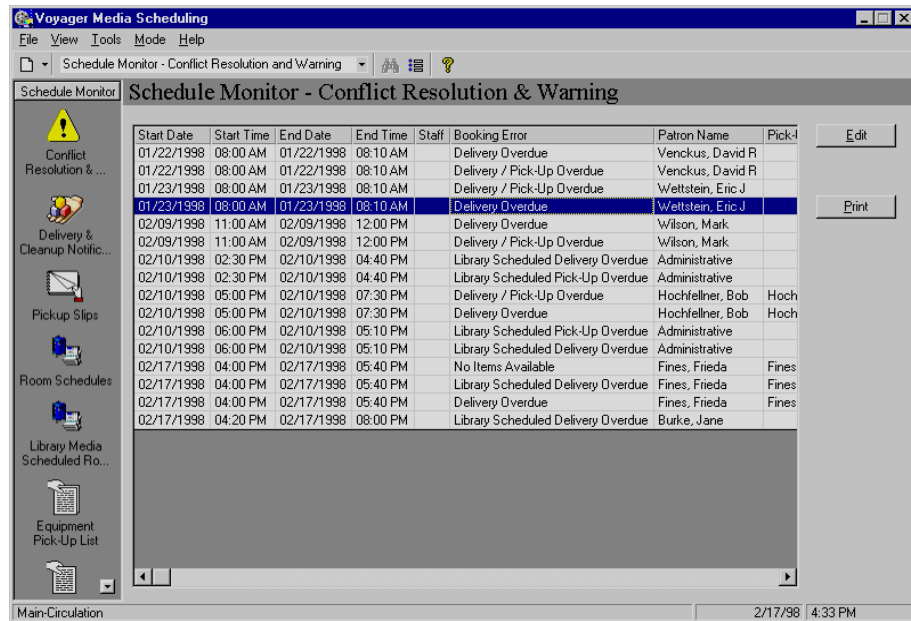 Voyager Media Scheduling
File View Tools Mode Help
Schedule Monitor - Conflict Resolution and Warning
Schedule Monitor
Schedule Monitor - Conflict Resolution & Warning
Conflict
Resolution & ...
Delivery &
Cleanup Notific...
Pickup Slips
Room Schedules
Library Media
Scheduled Ro...
Equipment
Pick-Up List
Start Date Start Time End Date End Time Staff Booking Error Patron Name Pick-
01/22/1998 08:00 AM 01/22/1998 08:10 AM Delivery Overdue Venckus, David R
01/22/1998 08:00 AM 01/22/1998 08:10 AM Delivery / Pick-Up Overdue Venckus, David R
01/23/1998 08:00 AM 01/23/1998 08:10 AM Delivery / Pick-Up Overdue Wettstein, Eric J
01/23/1998 08:00 AM 01/23/1998 08:10 AM Delivery Overdue Wettstein, Eric J
02/09/1998 11:00 AM 02/09/1998 12:00 PM Delivery Overdue Wilson, Mark
02/09/1998 11:00 AM 02/09/1998 12:00 PM Delivery / Pick-Up Overdue Wilson, Mark
02/10/1998 02:30 PM 02/10/1998 04:40 PM Library Scheduled Delivery Overdue Administrative
02/10/1998 02:30 PM 02/10/1998 04:40 PM Library Scheduled Pick-Up Overdue Administrative
02/10/1998 05:00 PM 02/10/1998 07:30 PM Delivery / Pick-Up Overdue Hochfellner, Bob Hoch
02/10/1998 05:00 PM 02/10/1998 07:30 PM Delivery Overdue Hochfellner, Bob Hoch
02/10/1998 06:00 PM 02/10/1998 05:10 PM Library Scheduled Pick-Up Overdue Administrative
02/10/1998 06:00 PM 02/10/1998 05:10 PM Library Scheduled Delivery Overdue Administrative
02/17/1998 04:00 PM 02/17/1998 05:40 PM No Items Available Fines, Frieda Fines
02/17/1998 04:00 PM 02/17/1998 05:40 PM Library Scheduled Delivery Overdue Fines, Frieda Fines
02/17/1998 04:00 PM 02/17/1998 05:40 PM Delivery Overdue Fines, Frieda Fines
02/17/1998 04:20 PM 02/17/1998 08:00 PM Library Scheduled Delivery Overdue Burke, Jane
Edit
Print
Main-Circulation 2/17/98 4:33 PM